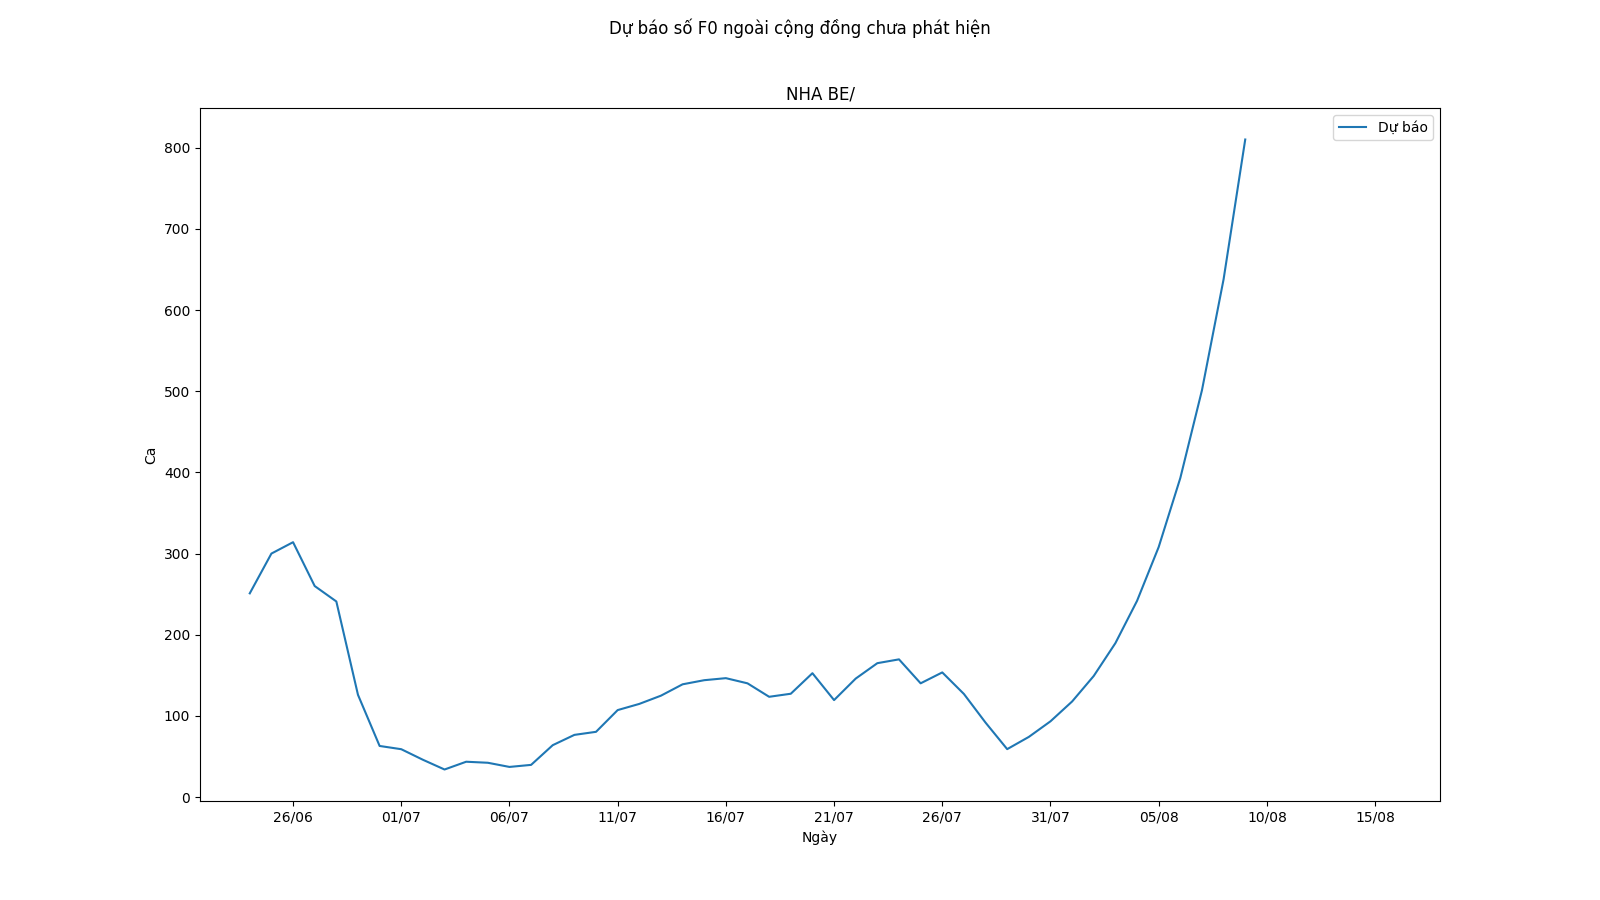 Dự báo số F0 ngoài cộng đồng chưa phát hiện
NHA BE/
Dự báo
800
700
600
500
400
300
200
100
0
Ca
26/06 01/07 06/07 11/07 16/07 21/07 26/07 31/07 05/08 10/08 15/08
Ngày